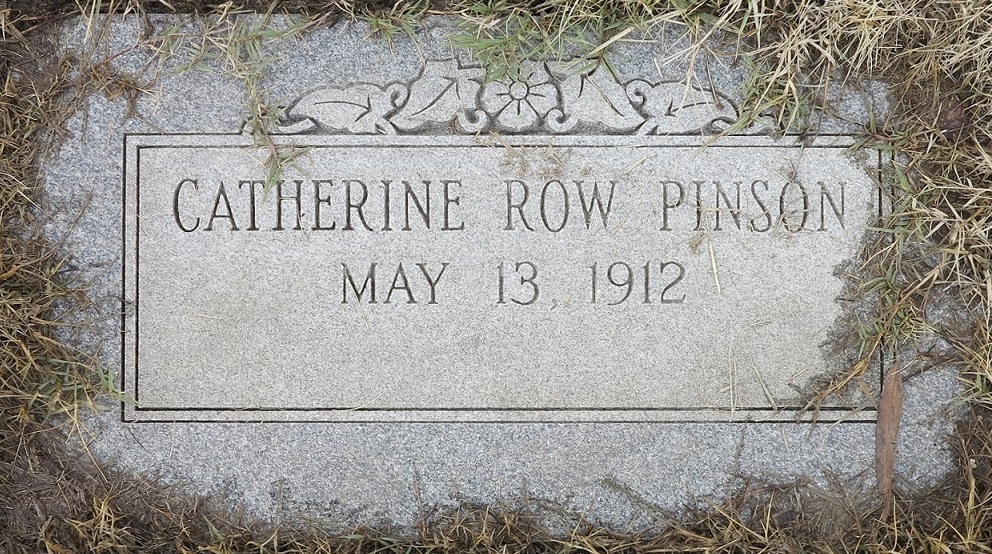 CATHERINE ROW PINSON
MAY 13, 1912